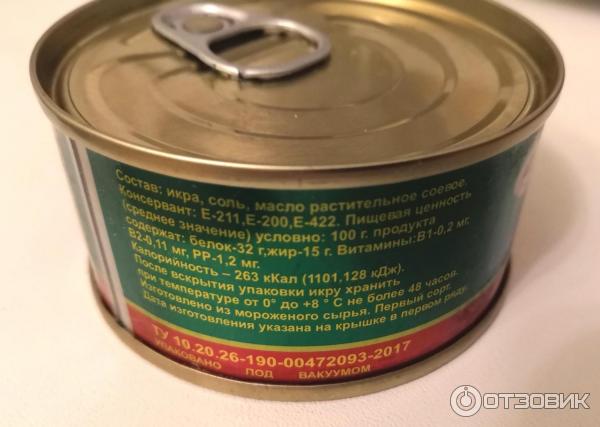 Состав: икра, соль, масло растительное соевое.
Консервант: Е-211,Е-200,Е-422. Пищевая ценность
(среднее значение) условно: 100 г. продукта
содержат: белок-32 г,жир-15 г. Витамины:В1-0,2 мг,
В2-0,11 мг, РР-1,2 мг.
Калорийность – 263 кКал (1101,128 кДж).
После вскрытия упаковки икру хранить
при температуре от 0° до +8 ° С не более 48 часов.
Изготовлено из мороженого сырья. Первый сорт.
Дата изготовления указана на крышке в первом ряду.
ТУ 10.20.26-190-00472093-2017
УПАКОВАНО ПОД ВАКУУМОМ
ОТЗОВИК